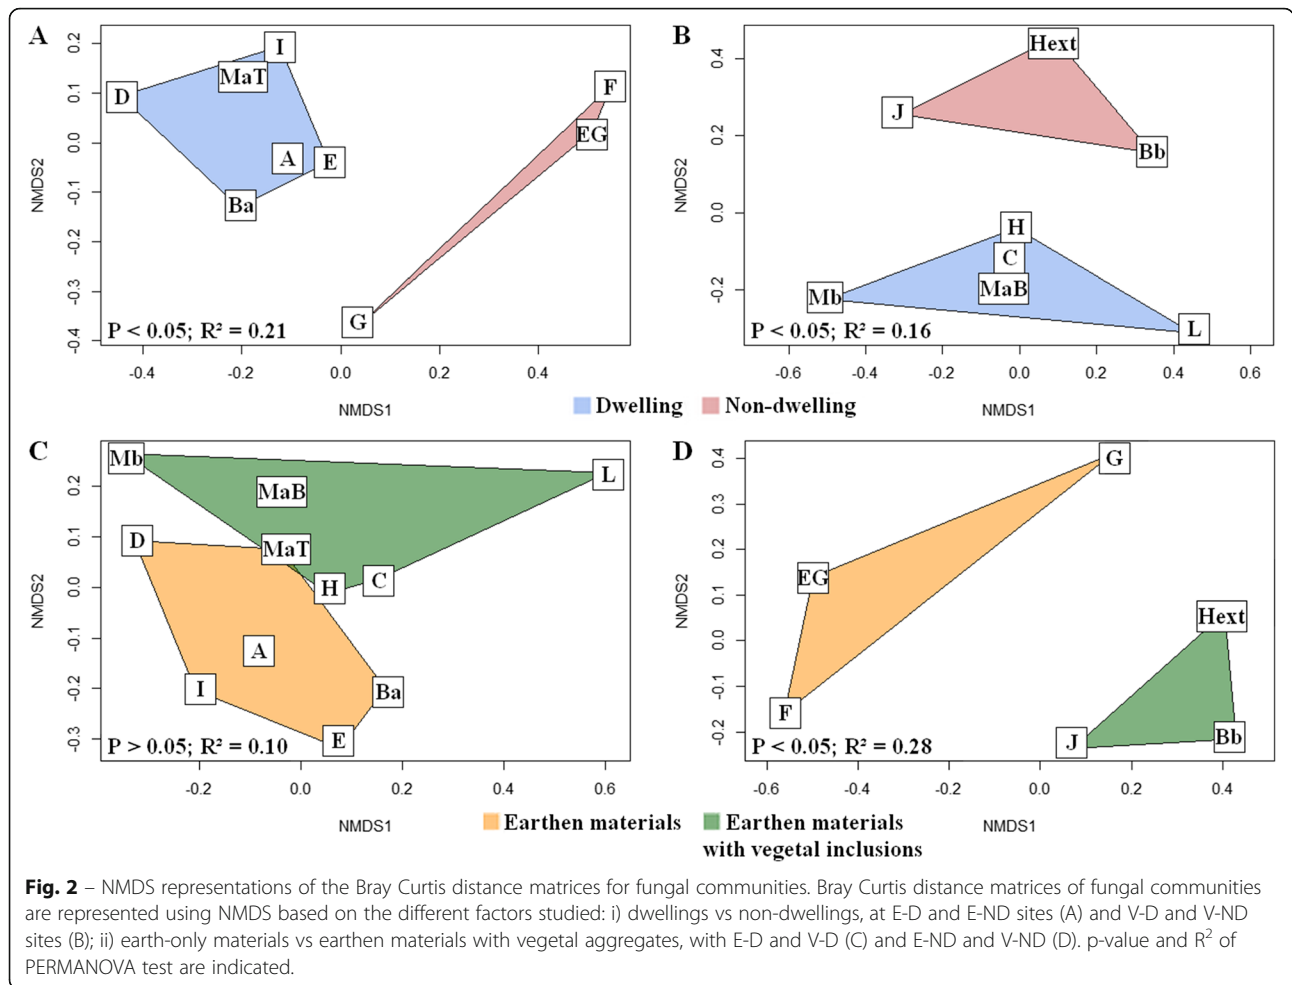 A
NMDS2
0.2
0.1
0.0
-0.1
-0.2
-0.3
-0.4
I
MaT
D
A
E
Ba
F
EG
G
P < 0.05; R² = 0.21
-0.4 -0.2 0.0 0.2 0.4
NMDS1
B
NMDS2
0.4
0.2
0.0
-0.2
Hext
J
Bb
H
C
MaB
Mb
L
P < 0.05; R² = 0.16
-0.6 -0.4 -0.2 0.0 0.2 0.4 0.6
NMDS1
Dwelling Non-dwelling
C
NMDS2
0.2
0.1
0.0
-0.1
-0.2
-0.3
Mb
L
MaB
D
MaT
H
C
A
I
Ba
E
P > 0.05; R² = 0.10
-0.2 0.0 0.2 0.4 0.6
NMDS1
D
NMDS2
0.4
0.3
0.2
0.1
0.0
-0.1
-0.2
G
EG
Hext
F
J
Bb
P < 0.05; R² = 0.28
-0.6 -0.4 -0.2 0.0 0.2 0.4
NMDS1
Earthen materials Earthen materials
with vegetal inclusions
Fig. 2 – NMDS representations of the Bray Curtis distance matrices for fungal communities. Bray Curtis distance matrices of fungal communities
are represented using NMDS based on the different factors studied: i) dwellings vs non-dwellings, at E-D and E-ND sites (A) and V-D and V-ND
sites (B); ii) earth-only materials vs earthen materials with vegetal aggregates, with E-D and V-D (C) and E-ND and V-ND (D). p-value and R² of
PERMANOVA test are indicated.